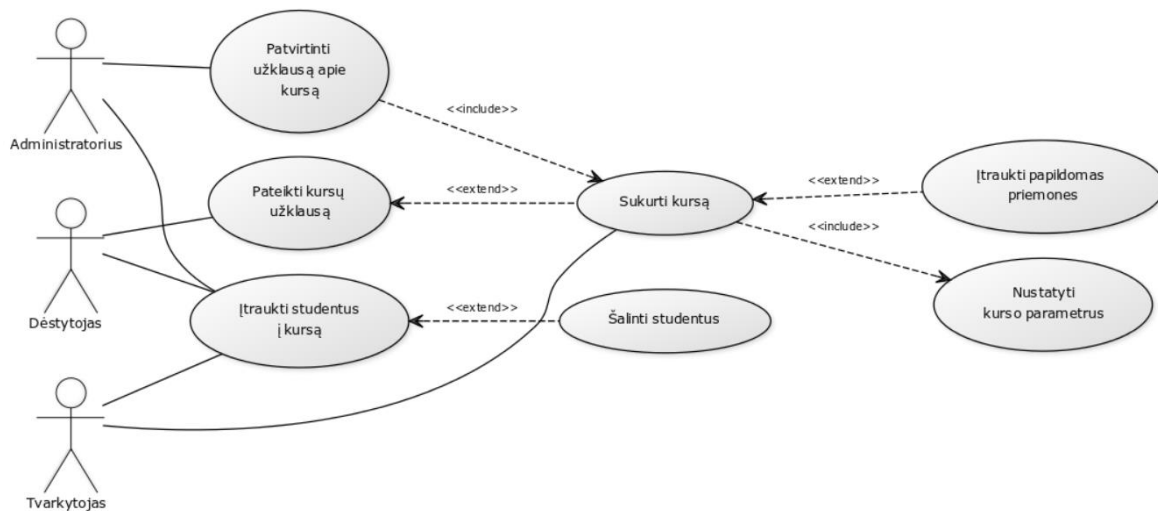 Patvirtinti
užklausą apie
kursą
Administratorius
<<include>>
Pateikti kursų
užklausą
<<extend>>
Sukurti kursą
<<extend>>
Įtraukti papildomas
priemones
<<include>>
Dėstytojas
Įtraukti studentus
į kursą
<<extend>>
Šalinti studentus
Nustatyti
kurso parametrus
Tvarkytojas